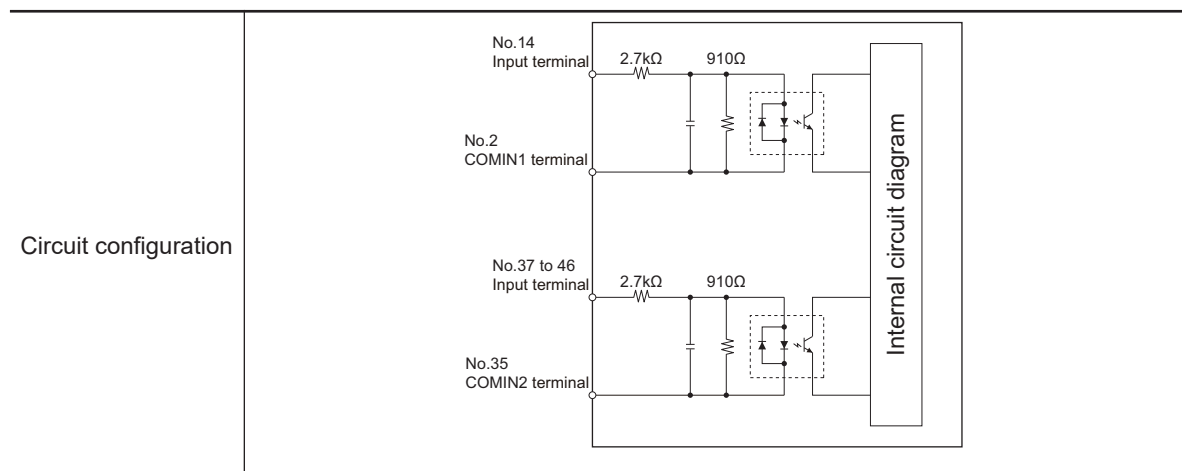 Circuit configuration
No.14
Input terminal
2.7kΩ
910Ω
No.2
COMIN1 terminal
No.37 to 46
Input terminal
2.7kΩ
910Ω
No.35
COMIN2 terminal
Internal circuit diagram